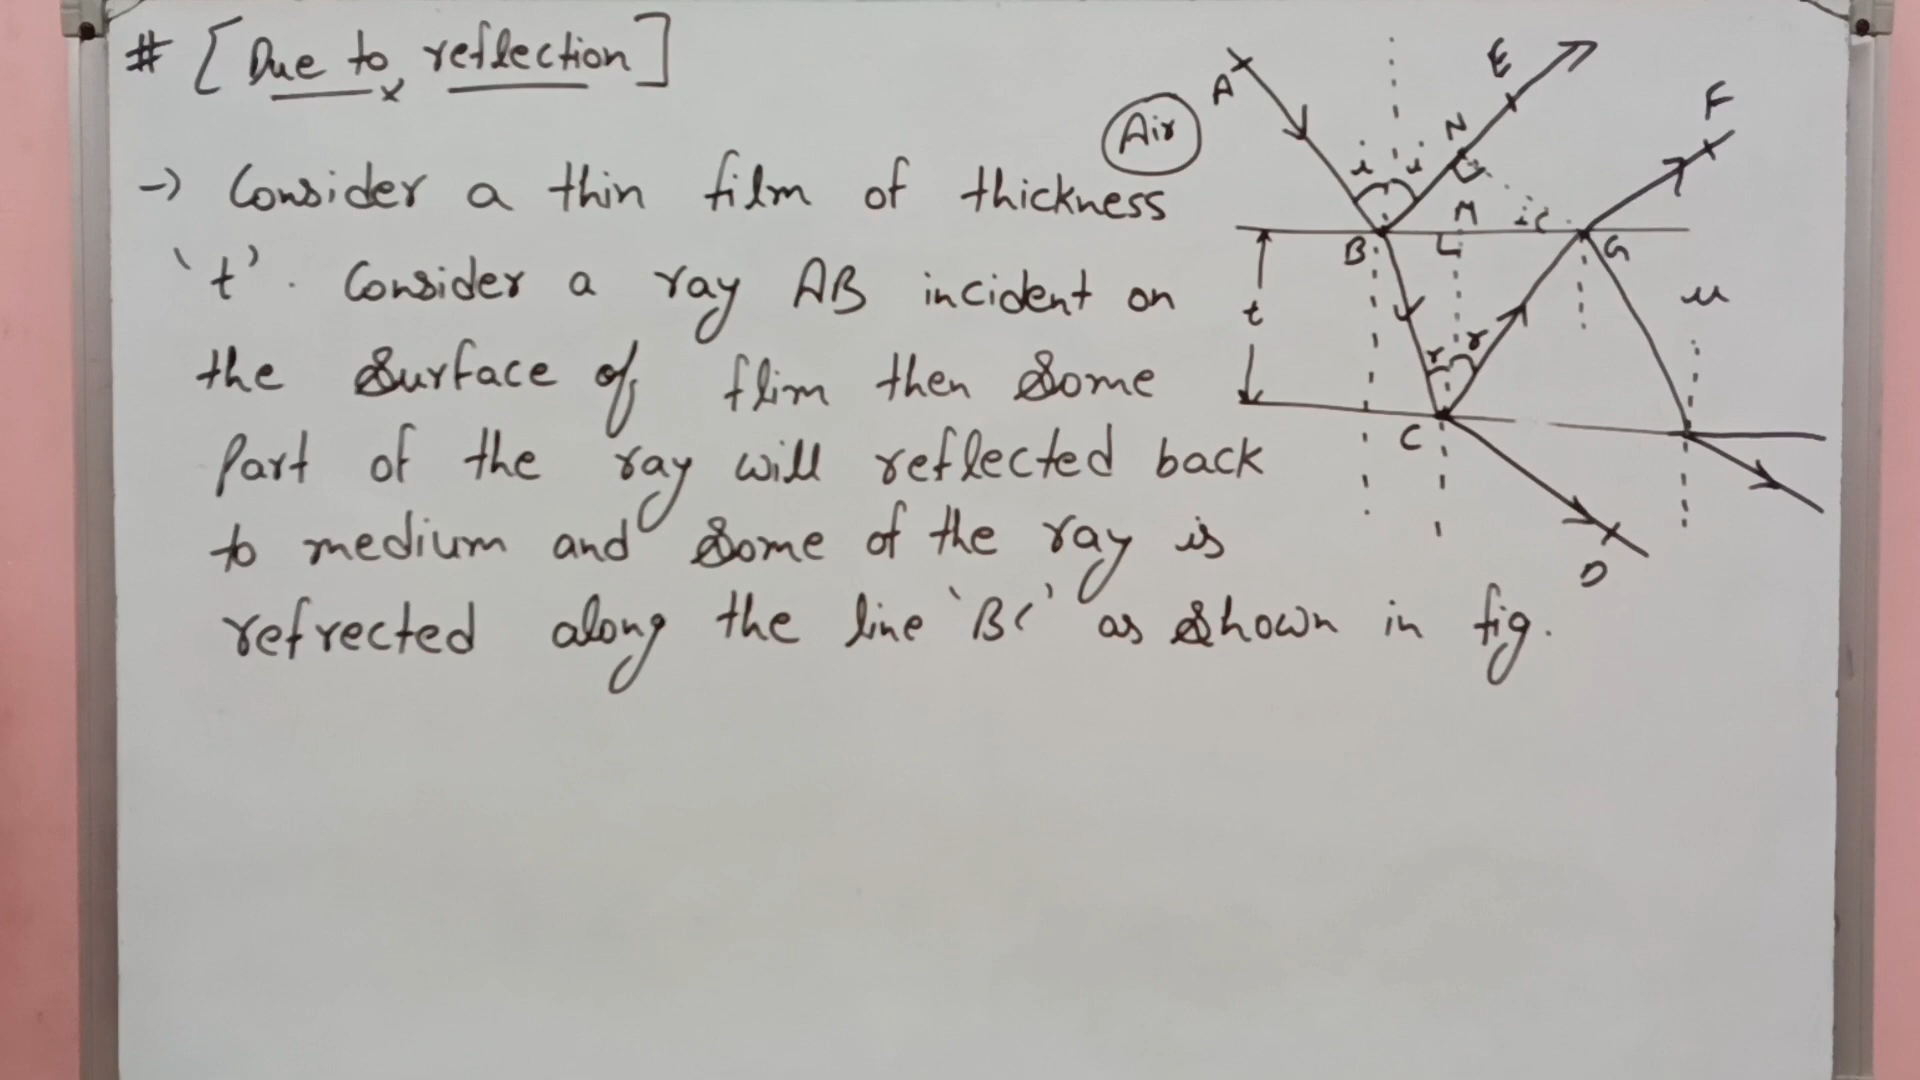 # [Due to reflection]
→ Consider a thin film of thickness
't'. Consider a ray AB incident on
the surface of flim then some
part of the ray will reflected back
to medium and some of the ray is
refrected along the line 'BC' as shown in fig.
Air
A
E
F
N
i i
M
i
B
G
t
μ
r r
C
D